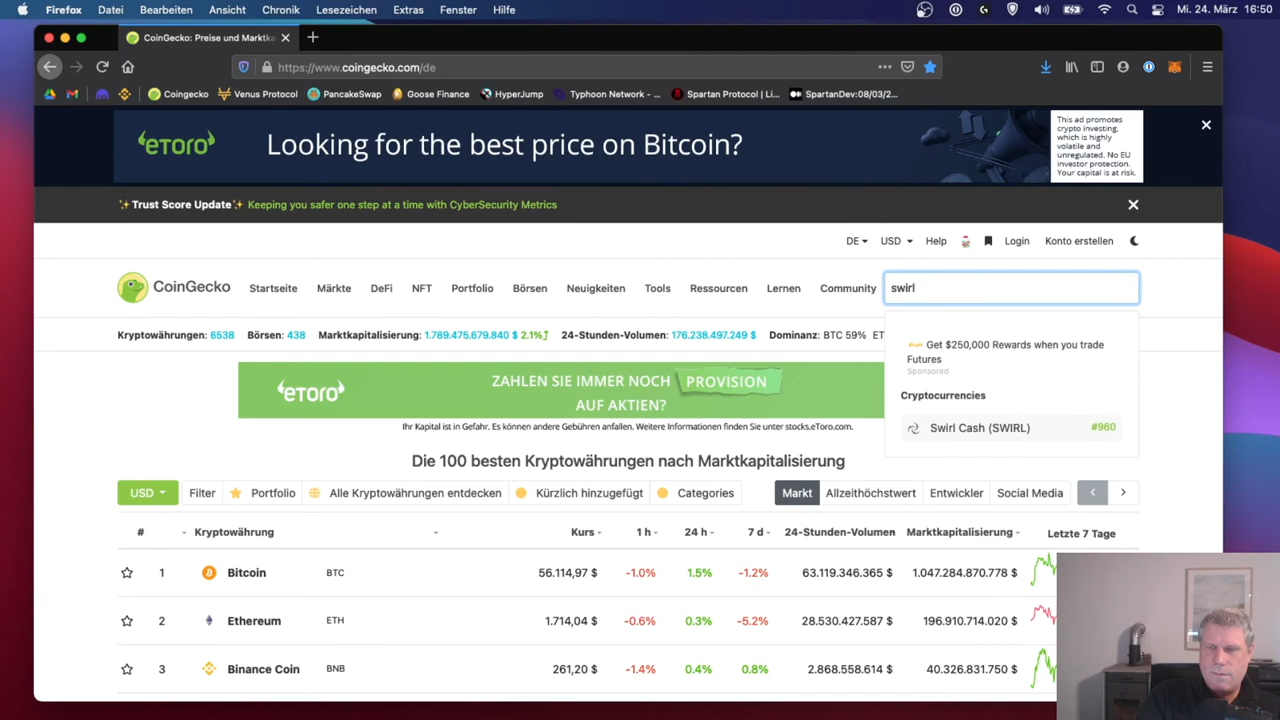 Firefox Datei Bearbeiten Ansicht Chronik Lesezeichen Extras Fenster Hilfe Mi. 24. März 16:50
CoinGecko: Preise und Marktka
https://www.coingecko.com/de
Coingecko Venus Protocol PancakeSwap Goose Finance HyperJump Typhoon Network - ... Spartan Protocol | Li... SpartanDev:08/03/2...
eToro Looking for the best price on Bitcoin?
This ad promotes
crypto investing,
which is highly
volatile and
unregulated. No EU
investor protection.
Your capital is at risk.
Trust Score Update Keeping you safer one step at a time with CyberSecurity Metrics
DE USD Help Login Konto erstellen
CoinGecko Startseite Märkte DeFi NFT Portfolio Börsen Neuigkeiten Tools Ressourcen Lernen Community swirl
Kryptowährungen: 6538 Börsen: 438 Marktkapitalisierung: 1.789.475.679.840 $ 2.1% 24-Stunden-Volumen: 176.238.497.249 $ Dominanz: BTC 59% ET
Get $250,000 Rewards when you trade
Futures
Sponsored
Cryptocurrencies
Swirl Cash (SWIRL) #960
eToro ZAHLEN SIE IMMER NOCH PROVISION
AUF AKTIEN?
Ihr Kapital ist in Gefahr. Es können andere Gebühren anfallen. Weitere Informationen finden Sie unter stocks.eToro.com.
Die 100 besten Kryptowährungen nach Marktkapitalisierung
USD Filter Portfolio Alle Kryptowährungen entdecken Kürzlich hinzugefügt Categories Markt Allzeithöchstwert Entwickler Social Media
# Kryptowährung Kurs 1 h 24 h 7 d 24-Stunden-Volumen Marktkapitalisierung Letzte 7 Tage
1 Bitcoin BTC 56.114,97 $ -1.0% 1.5% -1.2% 63.119.346.365 $ 1.047.284.870.778 $
2 Ethereum ETH 1.714,04 $ -0.6% 0.3% -5.2% 28.530.427.587 $ 196.910.714.020 $
3 Binance Coin BNB 261,20 $ -1.4% 0.4% 0.8% 2.868.558.614 $ 40.326.831.750 $